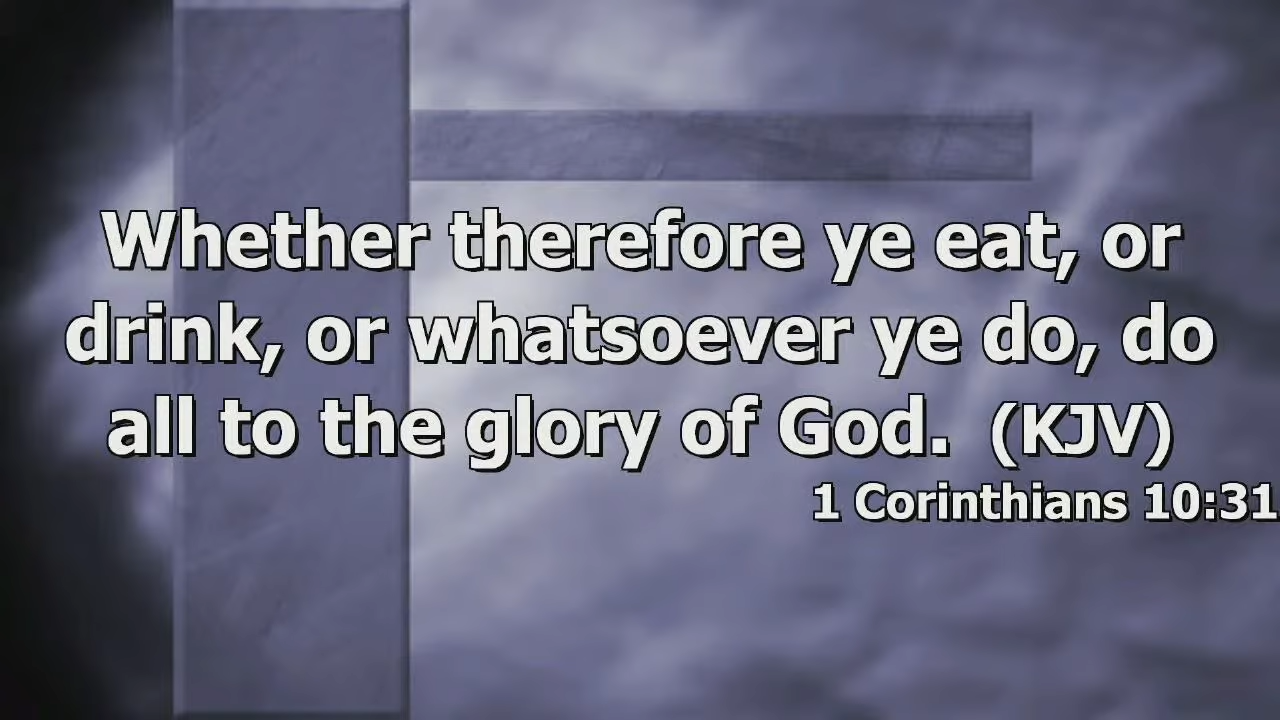 Whether therefore ye eat, or
drink, or whatsoever ye do, do
all to the glory of God. (KJV)
1 Corinthians 10:31